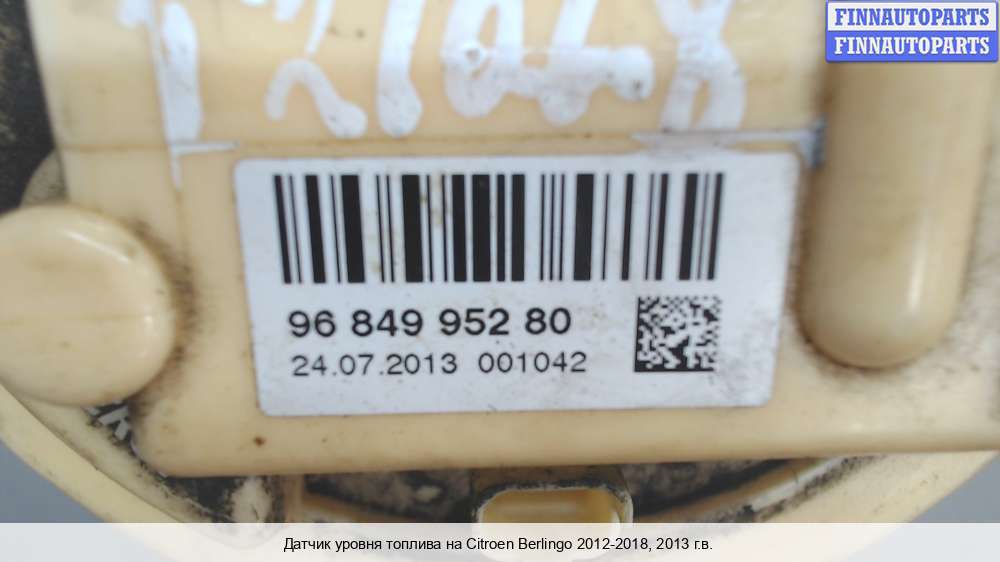 FINNAUTOPARTS
FINNAUTOPARTS
96 849 952 80
24.07.2013 001042
Датчик уровня топлива на Citroen Berlingo 2012-2018, 2013 г.в.